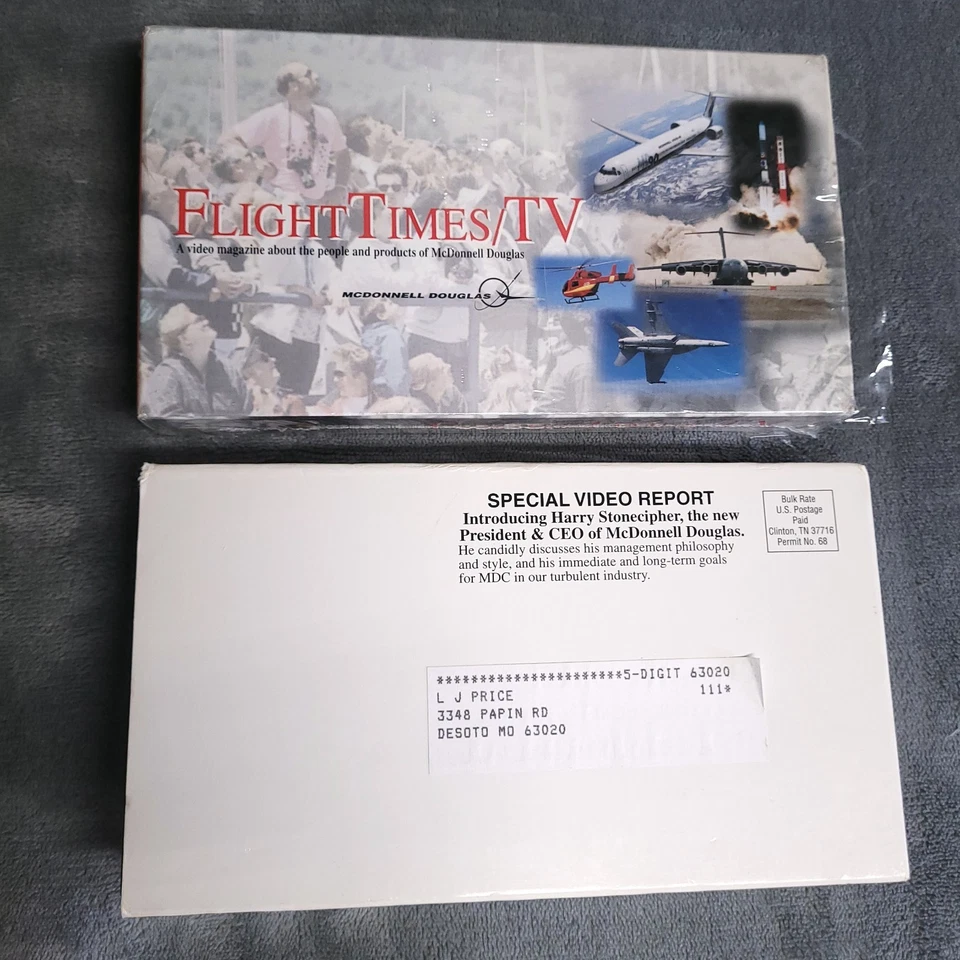 FLIGHTTIMES/TV
A video magazine about the people and products of McDonnell Douglas
MCDONNELL DOUGLAS
SPECIAL VIDEO REPORT
Introducing Harry Stonecipher, the new
President & CEO of McDonnell Douglas.
He candidly discusses his management philosophy
and style, and his immediate and long-term goals
for MDC in our turbulent industry.
Bulk Rate
U.S. Postage
Paid
Clinton, TN 37716
Permit No. 68
**********************5-DIGIT 63020
L J PRICE 111*
3348 PAPIN RD
DESOTO MO 63020